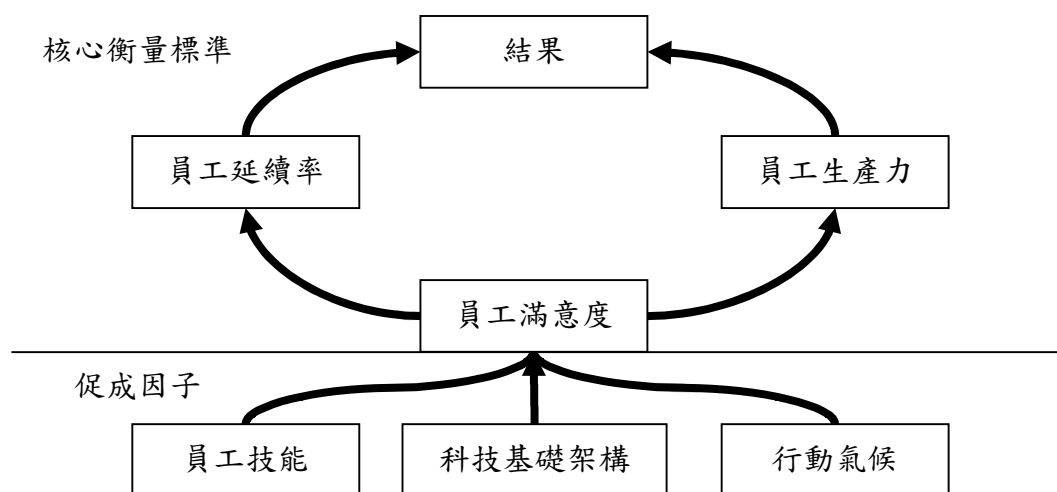 核心衡量標準
結果
員工延續率
員工生產力
員工滿意度
促成因子
員工技能
科技基礎架構
行動氣候